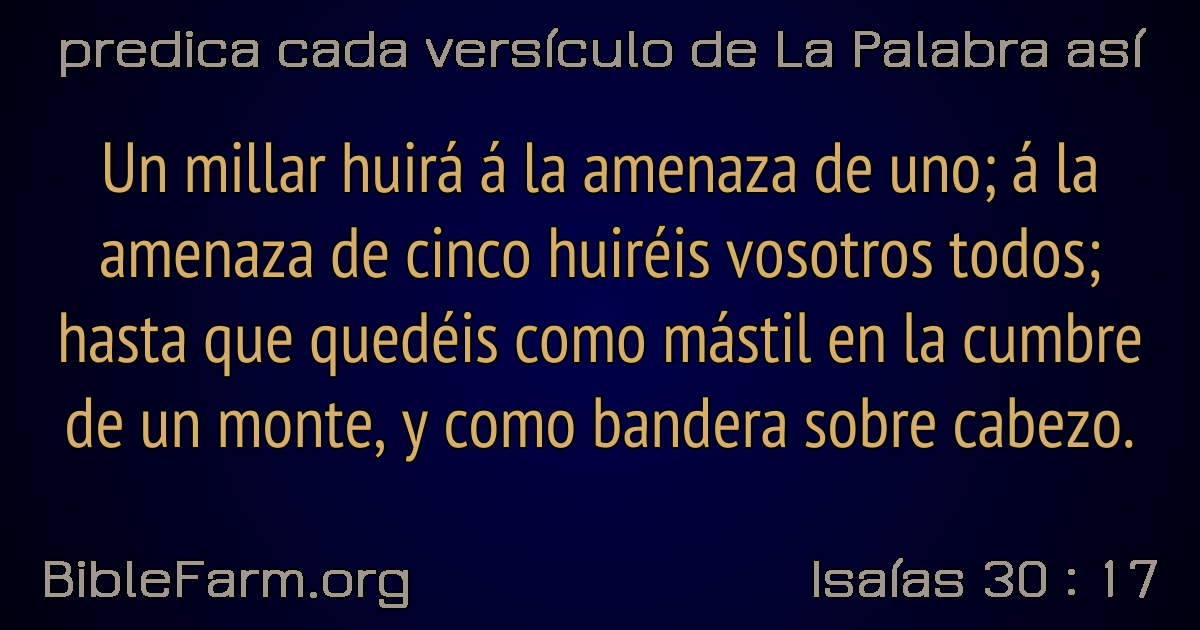 predica cada versículo de La Palabra así
Un millar huirá á la amenaza de uno; á la
amenaza de cinco huiréis vosotros todos;
hasta que quedéis como mástil en la cumbre
de un monte, y como bandera sobre cabezo.
BibleFarm.org
Isaías 30 : 17